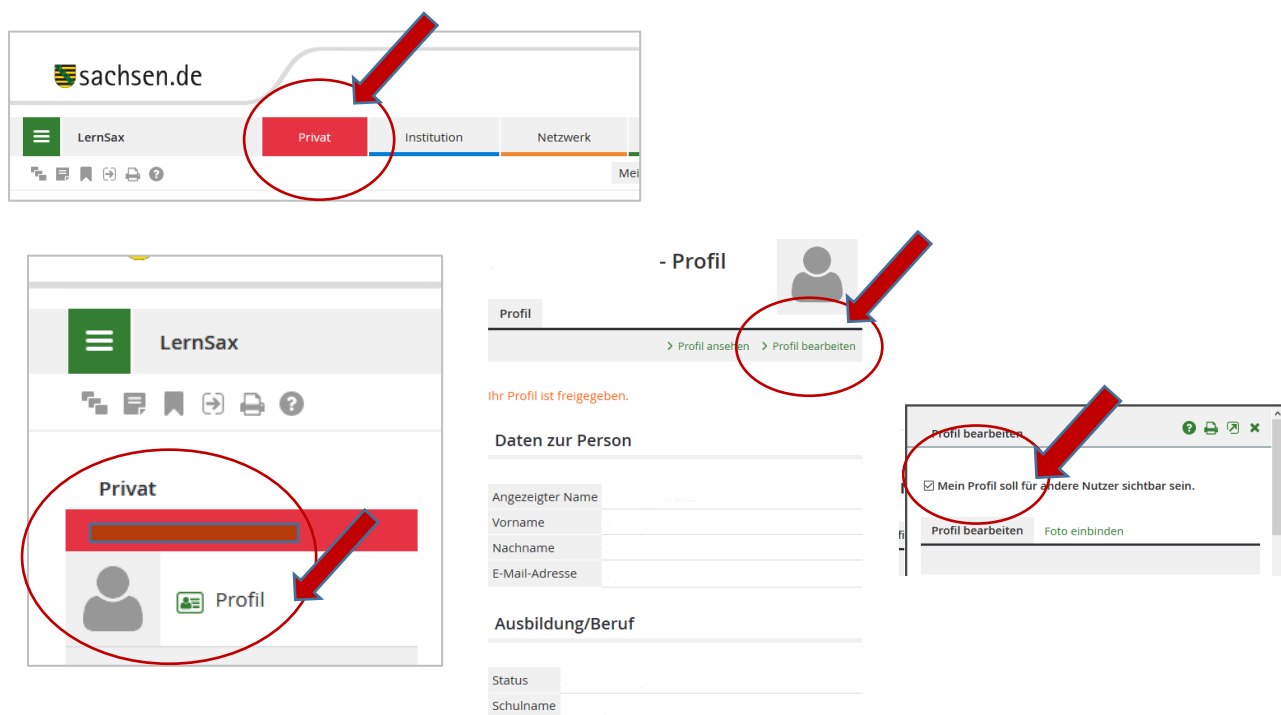 sachsen.de
LernSax
Privat
Institution
Netzwerk
Mei
LernSax
Privat
Profil
- Profil
Profil
Profil ansehen
Profil bearbeiten
Ihr Profil ist freigegeben.
Daten zur Person
Angezeigter Name
Vorname
Nachname
E-Mail-Adresse
Ausbildung/Beruf
Status
Schulname
Profil bearbeiten
Mein Profil soll für andere Nutzer sichtbar sein.
Profil bearbeiten
Foto einbinden